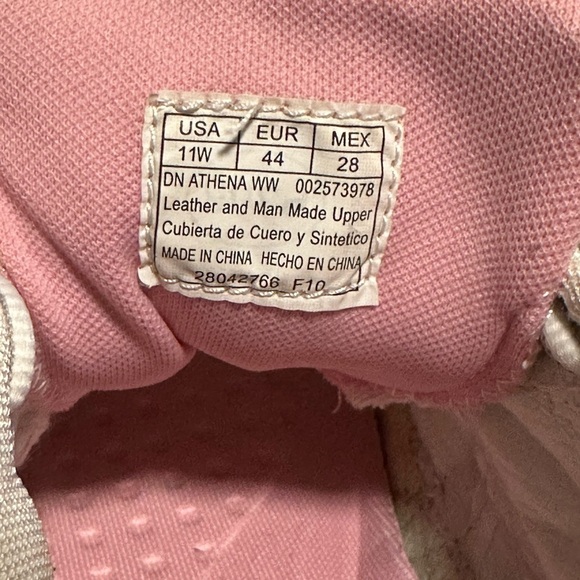 USA EUR MEX
11W 44 28
DN ATHENA WW 002573978
Leather and Man Made Upper
Cubierta de Cuero y Sintetico
MADE IN CHINA HECHO EN CHINA
28042766 F10